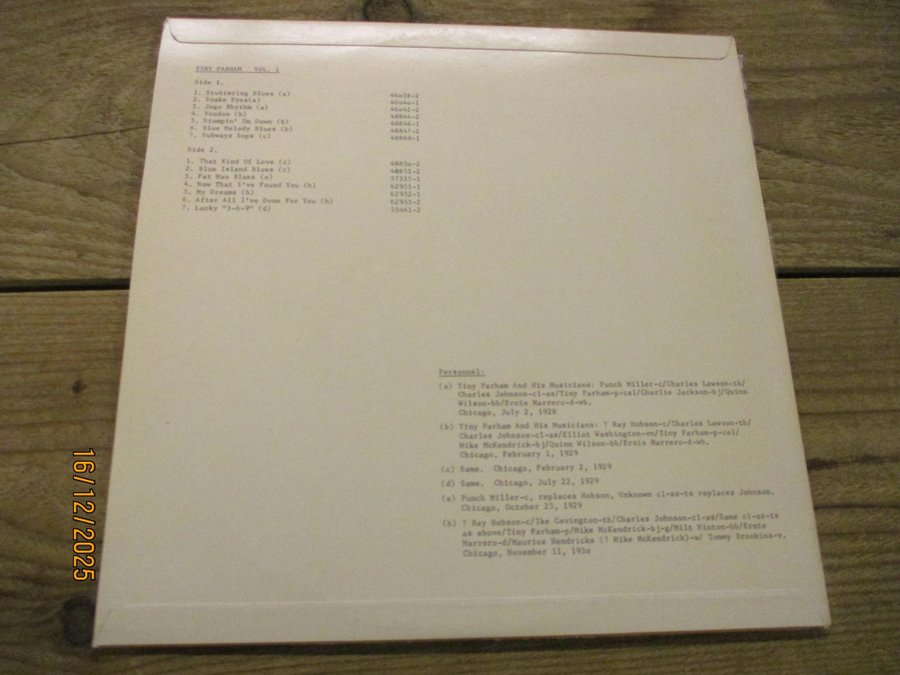 TINY PARHAM VOL. 1
Side 1.
1. Stuttering Blues (a) 46o38-2
2. Snake Eyes(a) 46o4o-1
3. Jogo Rhythm (a) 46o42-2
4. Voodoo (b) 48844-2
5. Stompin' On Down (b) 48846-1
6. Blue Melody Blues (b) 48847-2
7. Subway Sops (c) 48849-1
Side 2.
1. That Kind Of Love (c) 4885o-2
2. Blue Island Blues (c) 48851-2
3. Fat Man Blues (e) 57335-1
4. Now That I've Found You (h) 62951-1
5. My Dreams (h) 62952-1
6. After All I've Done For You (h) 62953-2
7. Lucky "3-6-9" (d) 55461-2
Personnel:
(a) Tiny Parham And His Musicians: Punch Miller-c/Charles Lawson-tb/
Charles Johnson-cl-as/Tiny Parham-p-cel/Charlie Jackson-bj/Quinn
Wilson-bb/Ernie Marrero-d-wb.
Chicago, July 2, 1928
(b) Tiny Parham And His Musicians: ? Ray Hobson-c/Charles Lawson-tb/
Charles Johnson-cl-as/Elliot Washington-vn/Tiny Parham-p-cel/
Mike McKendrick-bj/Quinn Wilson-bb/Ernie Marrero-d-wb.
Chicago, February 1, 1929
(c) Same. Chicago, February 2, 1929
(d) Same. Chicago, July 22, 1929
(e) Punch Miller-c, replaces Hobson, Unknown cl-as-ts replaces Johnson.
Chicago, October 25, 1929
(h) ? Ray Hobson-c/Ike Covington-tb/Charles Johnson-cl-as/Same cl-as-ts
as above/Tiny Parham-p/Mike McKendrick-bj-g/Milt Hinton-bb/Ernie
Marrero-d/Maurice Hendricks (? Mike McKendrick)-w/ Tommy Brookins-v.
Chicago, November 11, 193o
16/12/2025